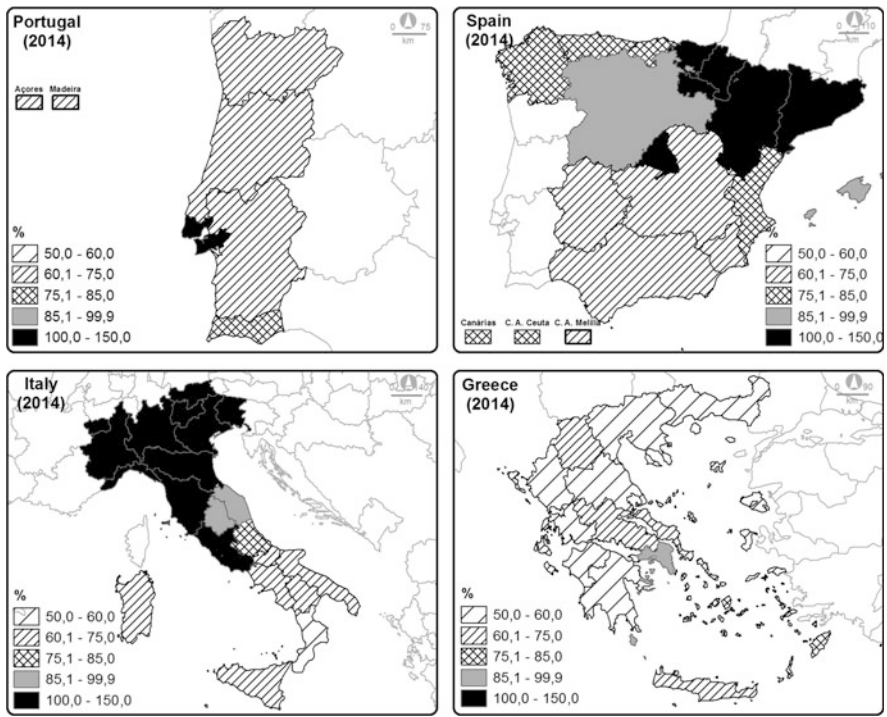 Portugal
(2014)
0 75
km
Açores Madeira
%
50,0 - 60,0
60,1 - 75,0
75,1 - 85,0
85,1 - 99,9
100,0 - 150,0
Spain
(2014)
0 110
km
%
50,0 - 60,0
60,1 - 75,0
75,1 - 85,0
85,1 - 99,9
100,0 - 150,0
Canárias C. A. Ceuta C. A. Melilla
Italy
(2014)
km
%
50,0 - 60,0
60,1 - 75,0
75,1 - 85,0
85,1 - 99,9
100,0 - 150,0
Greece
(2014)
0 90
km
%
50,0 - 60,0
60,1 - 75,0
75,1 - 85,0
85,1 - 99,9
100,0 - 150,0